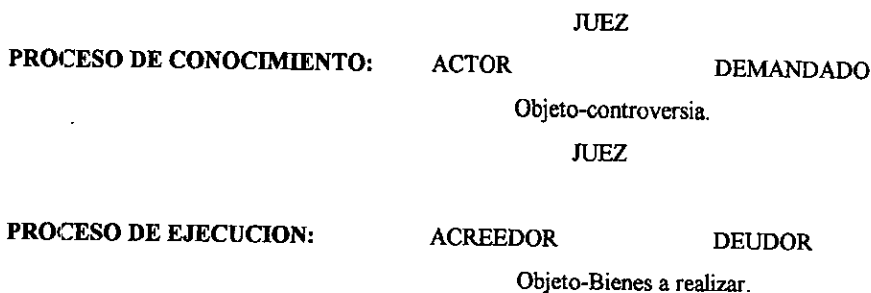 JUEZ
PROCESO DE CONOCIMIENTO: ACTOR DEMANDADO
Objeto-controversia.
JUEZ
PROCESO DE EJECUCION: ACREEDOR DEUDOR
Objeto-Bienes a realizar.